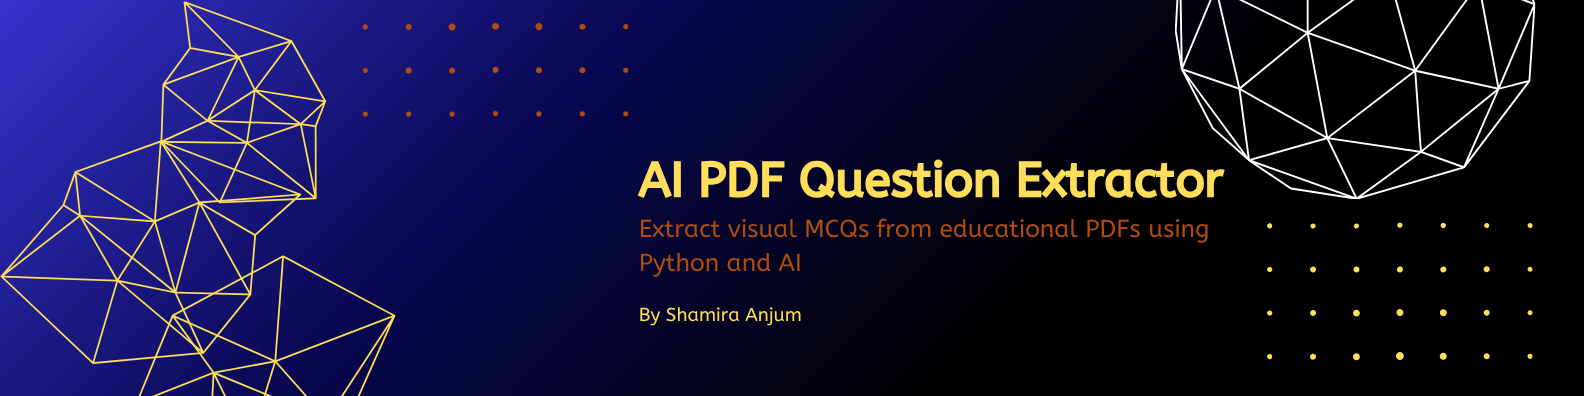 AI PDF Question Extractor
Extract visual MCQs from educational PDFs using
Python and AI
By Shamira Anjum